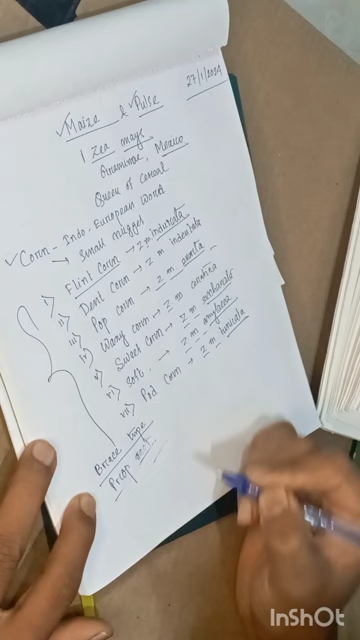 27/1/2024
✓Maize & ✓Pulse
1 Zea mays
Graminae, Mexico
Queen of cereal
✓ Corn - Indo-European word
→ Small nugget
i> Flint Corn → Z m indurata
ii> Dent Corn → Z m indentata
iii> Pop corn → Z m everta
iv> Waxy corn → Z m ceratina
v> Sweet corn → Z m saccharata
vi> Soft → Z m amylacea
vii> Pod Corn → Z m tunicata
Brace type
Prop root
InShOt